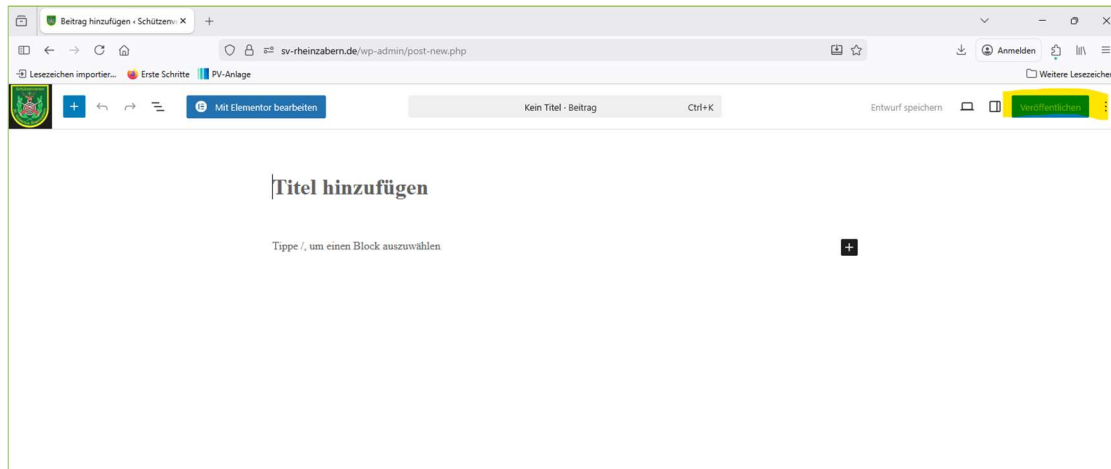 Beitrag hinzufügen ‹ Schützenv
sv-rheinzabern.de/wp-admin/post-new.php
Anmelden
Lesezeichen importier... Erste Schritte PV-Anlage Weitere Lesezeichen
Mit Elementor bearbeiten Kein Titel · Beitrag Ctrl+K Entwurf speichern Veröffentlichen
Titel hinzufügen
Tippe /, um einen Block auszuwählen